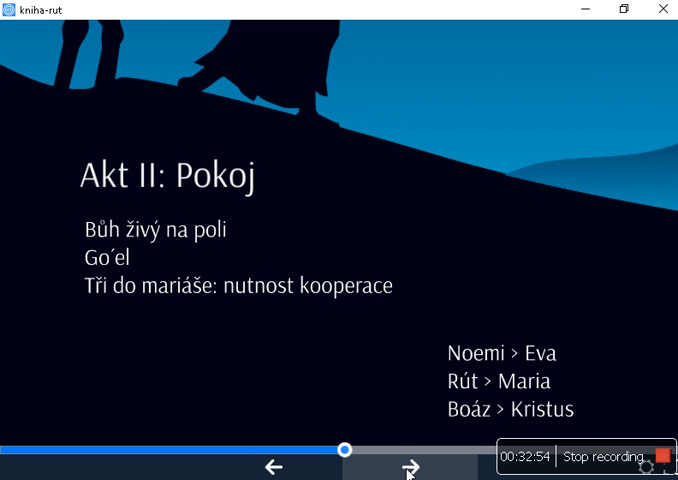 kniha-rut
Akt II: Pokoj
Bůh živý na poli
Go´el
Tři do mariáše: nutnost kooperace
Noemi > Eva
Rút > Maria
Boáz > Kristus
00:32:54 Stop recording